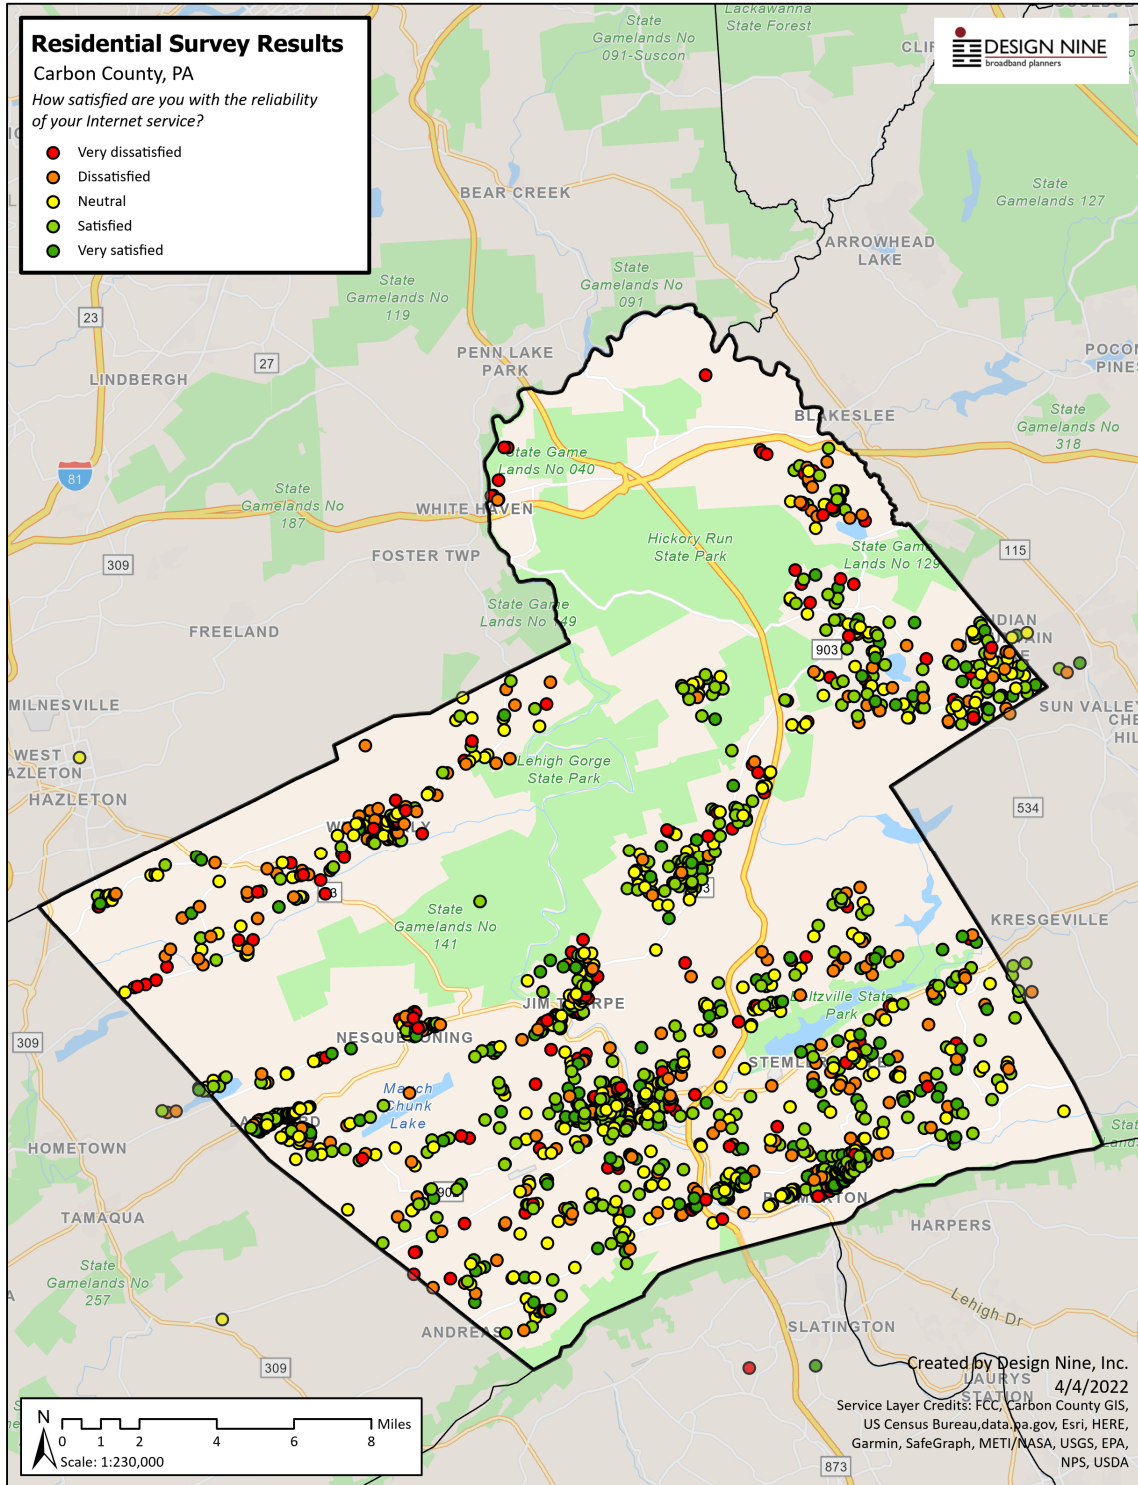 Residential Survey Results
Carbon County, PA
How satisfied are you with the reliability
of your Internet service?
Very dissatisfied
Dissatisfied
Neutral
Satisfied
Very satisfied
DESIGN NINE
broadband planners
Lackawanna
State Forest
State
Gamelands No
091-Suscon
State
Gamelands 127
BEAR CREEK
ARROWHEAD
LAKE
State
Gamelands No
091
State
Gamelands No
119
23
27
LINDBERGH
PENN LAKE
PARK
BLAKESLEE
State
Gamelands No
318
81
State Game
Lands No 040
State
Gamelands No
187
WHITE HAVEN
FOSTER TWP
309
Hickory Run
State Park
State Game
Lands No 129
115
State Game
Lands No 149
FREELAND
903
MILNESVILLE
SUN VALLEY
WEST
HAZLETON
Lehigh Gorge
State Park
534
State
Gamelands No
141
KRESGEVILLE
JIM THORPE
Beltzville State
Park
309
NESQUEHONING
Mauch
Chunk
Lake
HOMETOWN
TAMAQUA
HARPERS
State
Gamelands No
257
Lehigh Dr
ANDREAS
SLATINGTON
309
LAURYS
STATION
873
Created by Design Nine, Inc.
4/4/2022
Service Layer Credits: FCC, Carbon County GIS,
US Census Bureau,data.pa.gov, Esri, HERE,
Garmin, SafeGraph, METI/NASA, USGS, EPA,
NPS, USDA
N
0 1 2 4 6 8 Miles
Scale: 1:230,000